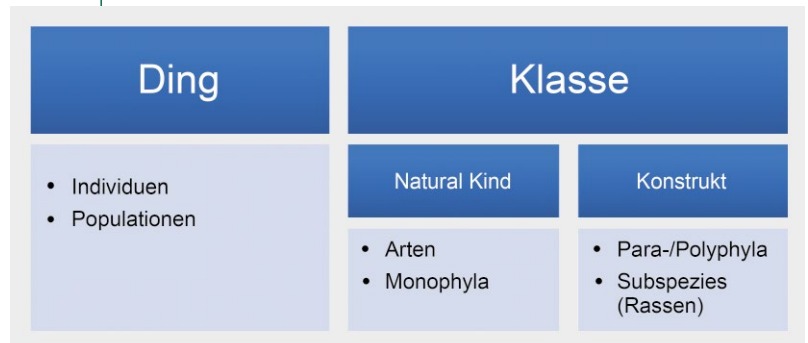 Ding
Klasse
• Individuen
• Populationen
Natural Kind
Konstrukt
• Arten
• Monophyla
• Para-/Polyphyla
• Subspezies
(Rassen)